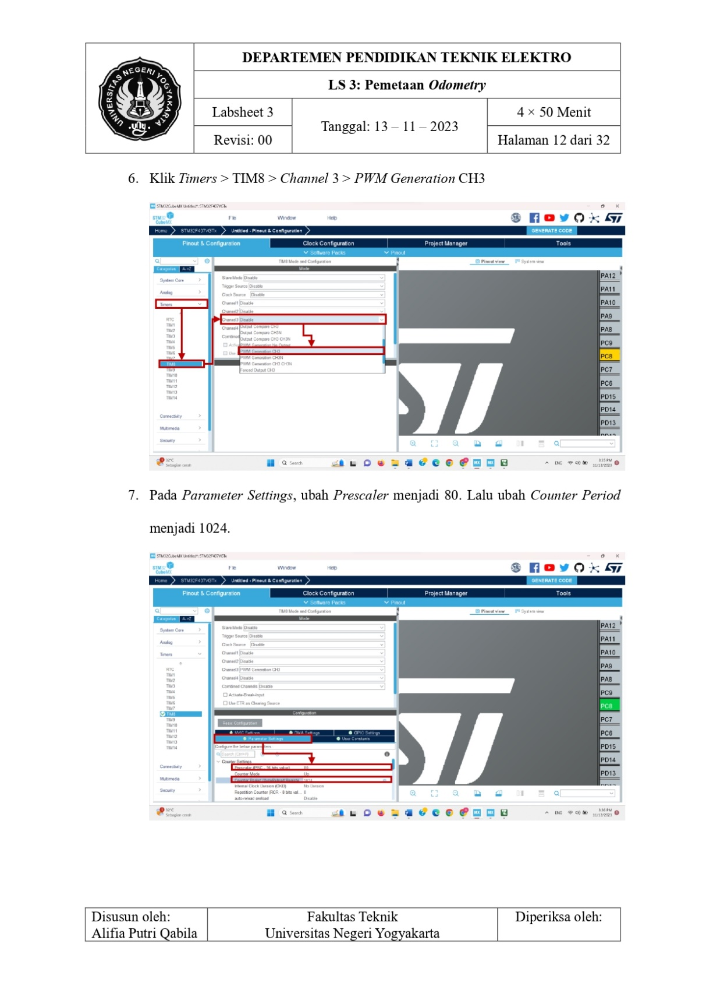 UNIVERSITAS NEGERI YOGYAKARTA
DEPARTEMEN PENDIDIKAN TEKNIK ELEKTRO
LS 3: Pemetaan Odometry
Labsheet 3
Tanggal: 13 – 11 – 2023
4 × 50 Menit
Revisi: 00
Halaman 12 dari 32
6. Klik Timers > TIM8 > Channel 3 > PWM Generation CH3
STM32CubeMX Untitled*: STM32F407VGTx
STM32 CubeMX
File Window Help
Home STM32F407VGTx Untitled - Pinout & Configuration GENERATE CODE
Pinout & Configuration Clock Configuration Project Manager Tools
Software Packs Pinout
TIM8 Mode and Configuration Pinout view System view
Categories A->Z Mode
System Core
Analog
Timers
RTC
TIM1
TIM2
TIM3
TIM4
TIM5
TIM6
TIM7
TIM8
TIM9
TIM10
TIM11
TIM12
TIM13
TIM14
Connectivity
Multimedia
Security
Slave Mode Disable
Trigger Source Disable
Clock Source Disable
Channel1 Disable
Channel2 Disable
Channel3 Disable
Channel4
Combined
Output Compare CH3
Output Compare CH3N
Output Compare CH3 CH3N
PWM Generation No Output
PWM Generation CH3
PWM Generation CH3N
PWM Generation CH3 CH3N
Forced Output CH3
PA12
PA11
PA10
PA9
PA8
PC9
PC8
PC7
PC6
PD15
PD14
PD13
32°C
Sebagian cerah
Search
ENG
3:35 PM
11/12/2023
7. Pada Parameter Settings, ubah Prescaler menjadi 80. Lalu ubah Counter Period
menjadi 1024.
STM32CubeMX Untitled*: STM32F407VGTx
STM32 CubeMX
File Window Help
Home STM32F407VGTx Untitled - Pinout & Configuration GENERATE CODE
Pinout & Configuration Clock Configuration Project Manager Tools
Software Packs Pinout
TIM8 Mode and Configuration Pinout view System view
Categories A->Z Mode
System Core
Analog
Timers
RTC
TIM1
TIM2
TIM3
TIM4
TIM5
TIM6
TIM7
TIM8
TIM9
TIM10
TIM11
TIM12
TIM13
TIM14
Connectivity
Multimedia
Security
Slave Mode Disable
Trigger Source Disable
Clock Source Disable
Channel1 Disable
Channel2 Disable
Channel3 PWM Generation CH3
Channel4 Disable
Combined Channels Disable
Activate-Break-Input
Use ETR as Clearing Source
Configuration
Reset Configuration
NVIC Settings DMA Settings GPIO Settings
Parameter Settings User Constants
Configure the below parameters
Search (Ctrl+F)
Counter Settings
Prescaler (PSC - 16 bits value) 80
Counter Mode Up
Counter Period (AutoReload Registe... 1024
Internal Clock Division (CKD) No Division
Repetition Counter (RCR - 8 bits val... 0
auto-reload preload Disable
PA12
PA11
PA10
PA9
PA8
PC9
PC8
PC7
PC6
PD15
PD14
PD13
32°C
Sebagian cerah
Search
ENG
3:36 PM
11/12/2023
Disusun oleh:
Alifia Putri Qabila
Fakultas Teknik
Universitas Negeri Yogyakarta
Diperiksa oleh: